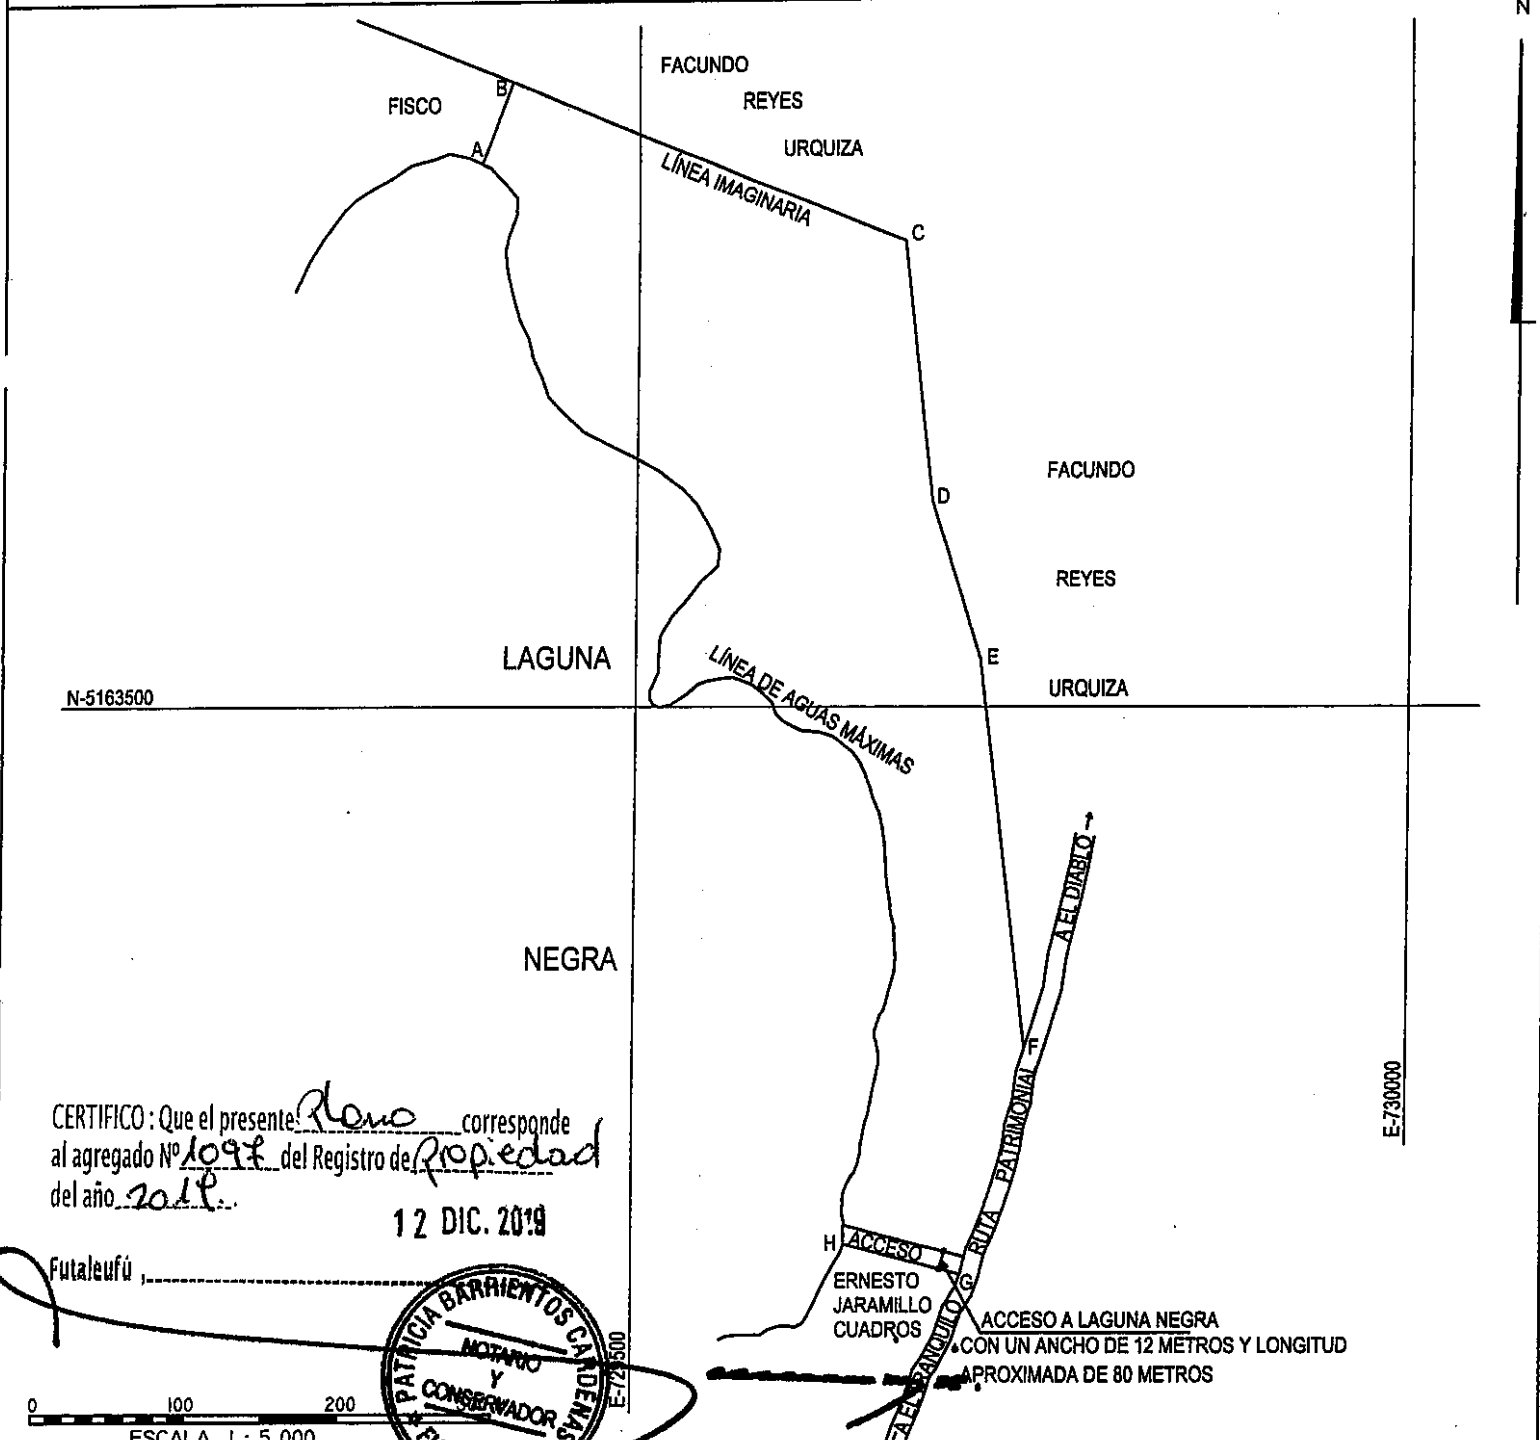 N
FACUNDO
REYES
URQUIZA
FISCO
B
A
LÍNEA IMAGINARIA
C
FACUNDO
D
REYES
E
URQUIZA
LAGUNA
LÍNEA DE AGUAS MÁXIMAS
N-5163500
A EL DIABLO
NEGRA
F
E-730000
RUTA PATRIMONIAL
CERTIFICO : Que el presente Plano corresponde
al agregado Nº 1097 del Registro de Propiedad
del año 2019.
12 DIC. 2019
Futaleufú ,
H
ACCESO
G
ERNESTO
JARAMILLO
CUADROS
ACCESO A LAGUNA NEGRA
CON UN ANCHO DE 12 METROS Y LONGITUD
APROXIMADA DE 80 METROS
PATRICIA BARRIENTOS CARDENAS
NOTARIO
Y
CONSERVADOR
E-729500
A EL TRANQUILO
0 100 200
ESCALA 1 : 5.000